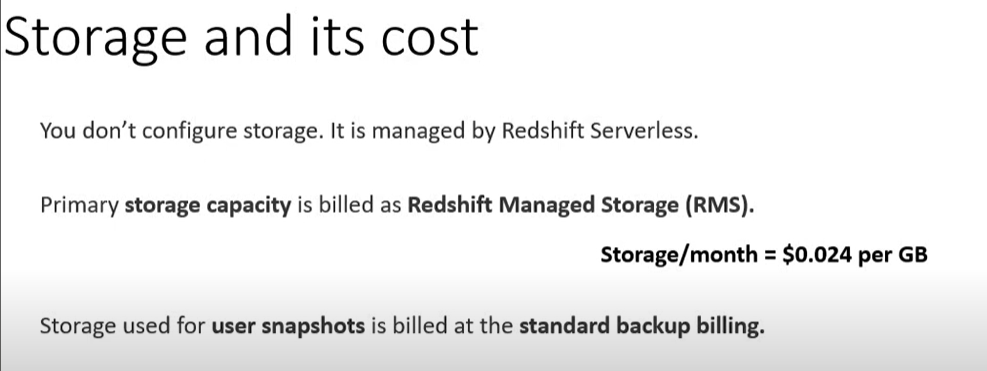 Storage and its cost
You don’t configure storage. It is managed by Redshift Serverless.
Primary storage capacity is billed as Redshift Managed Storage (RMS).
Storage/month = $0.024 per GB
Storage used for user snapshots is billed at the standard backup billing.